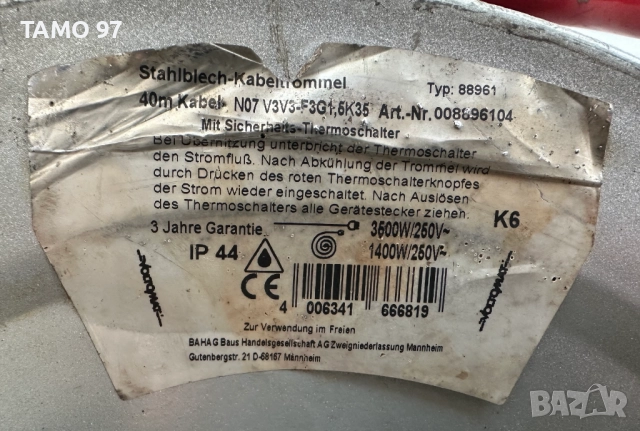 TAMO 97
Stahlblech-Kabeltrommel
Typ: 88961
40m Kabel N07 V3V3-F3G1,5K35 Art.-Nr. 008896104
Mit Sicherheits-Thermoschalter
Bei Überhitzung unterbricht der Thermoschalter
den Stromfluß. Nach Abkühlung der Trommel wird
durch Drücken des roten Thermoschalterknopfes
der Strom wieder eingeschaltet. Nach Auslösen
des Thermoschalters alle Gerätestecker ziehen.
K6
3 Jahre Garantie
3500W/250V~
IP 44
1400W/250V~
CE
VOLTOMAT
VOLTOMAT
4 006341 666819
Zur Verwendung im Freien
BAHAG Baus Handelsgesellschaft AG Zweigniederlassung Mannheim
Gutenbergstr. 21 D-68167 Mannheim
BAZAR